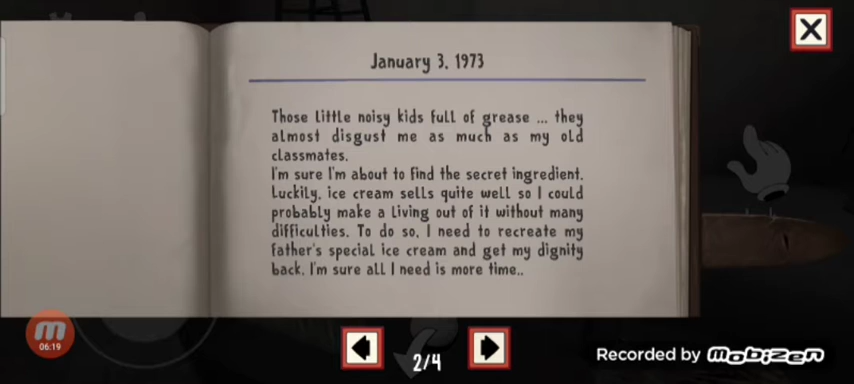 January 3, 1973
Those little noisy kids full of grease ... they
almost disgust me as much as my old
classmates.
I'm sure I'm about to find the secret ingredient.
Luckily, ice cream sells quite well so I could
probably make a living out of it without many
difficulties. To do so, I need to recreate my
father's special ice cream and get my dignity
back. I'm sure all I need is more time..
06:19
2/4
Recorded by mobizen